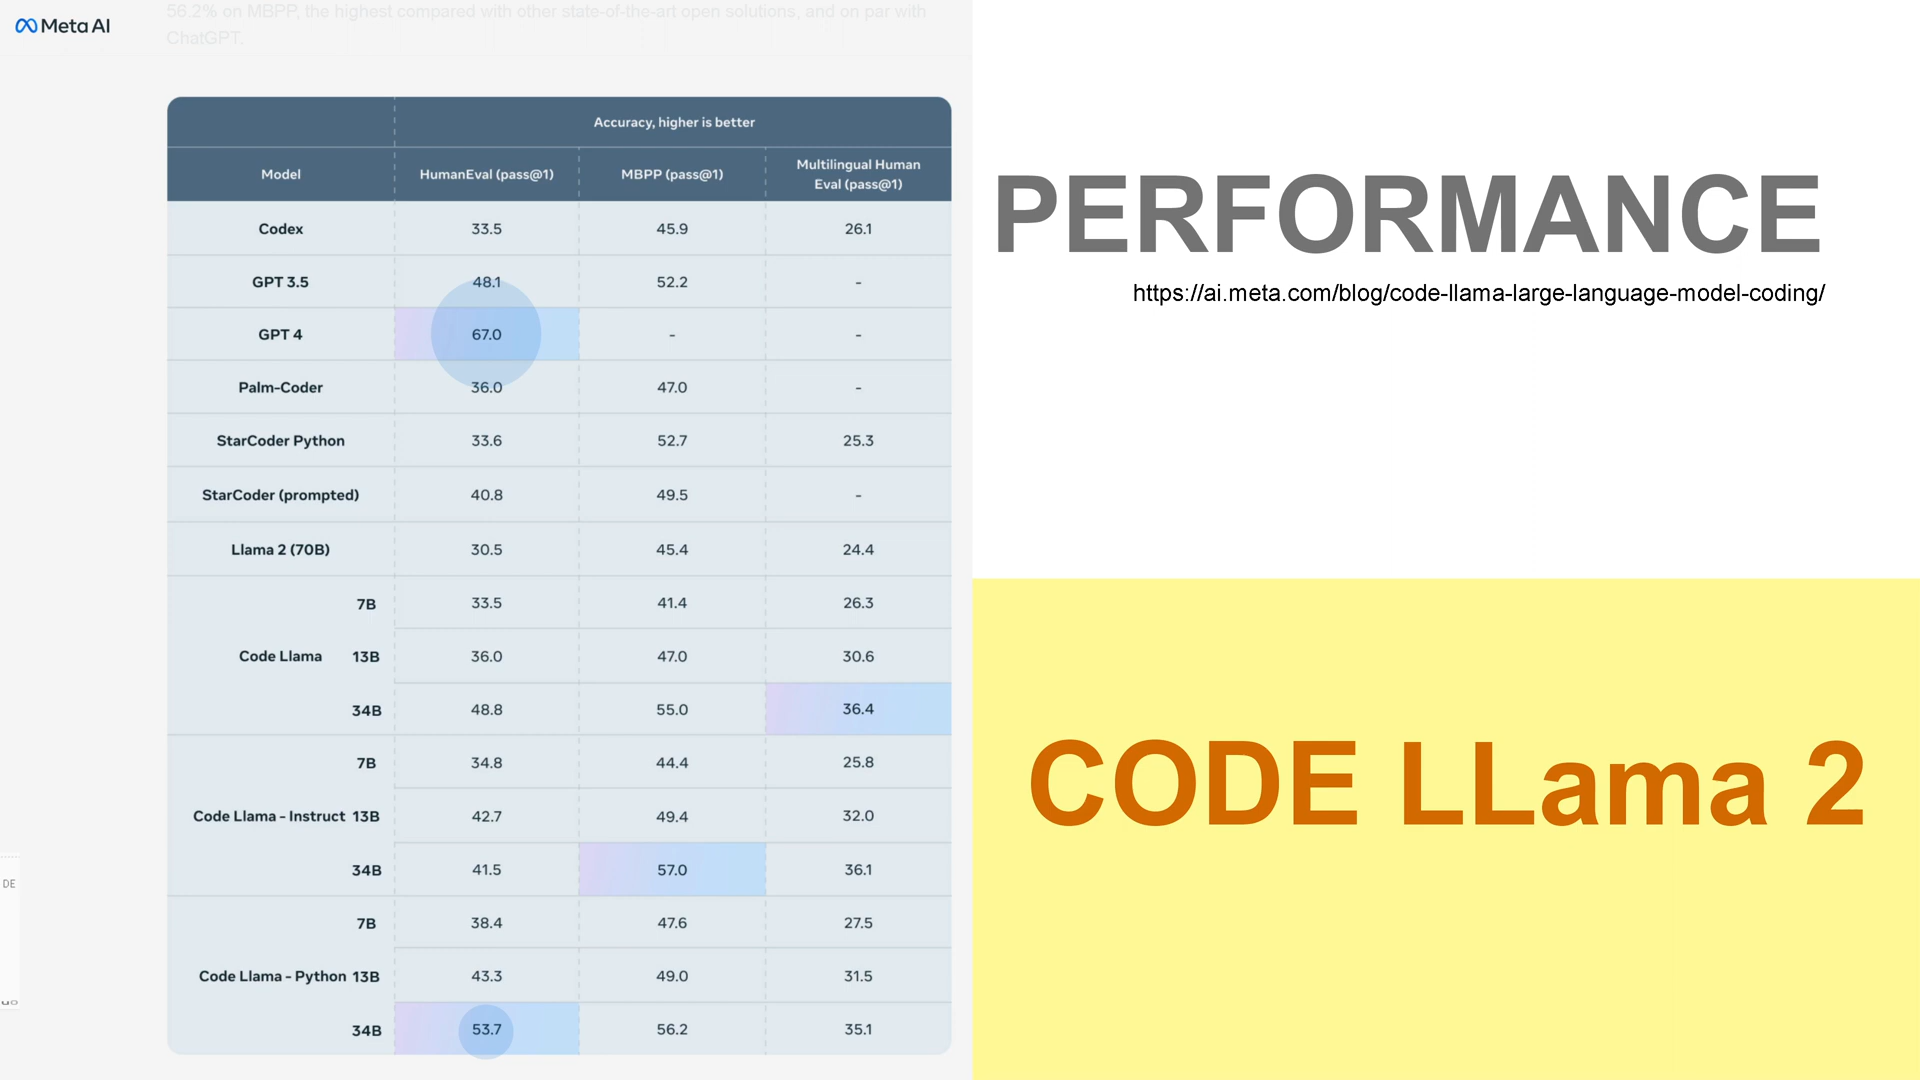 56.2% on MBPP, the highest compared with other state-of-the-art open solutions, and on par with
ChatGPT.
Meta AI
Accuracy, higher is better
Model HumanEval (pass@1) MBPP (pass@1) Multilingual Human Eval (pass@1)
Codex 33.5 45.9 26.1
GPT 3.5 48.1 52.2 -
GPT 4 67.0 - -
Palm-Coder 36.0 47.0 -
StarCoder Python 33.6 52.7 25.3
StarCoder (prompted) 40.8 49.5 -
Llama 2 (70B) 30.5 45.4 24.4
7B 33.5 41.4 26.3
Code Llama 13B 36.0 47.0 30.6
34B 48.8 55.0 36.4
7B 34.8 44.4 25.8
Code Llama - Instruct 13B 42.7 49.4 32.0
34B 41.5 57.0 36.1
7B 38.4 47.6 27.5
Code Llama - Python 13B 43.3 49.0 31.5
34B 53.7 56.2 35.1
DE
PERFORMANCE
https://ai.meta.com/blog/code-llama-large-language-model-coding/
CODE LLama 2